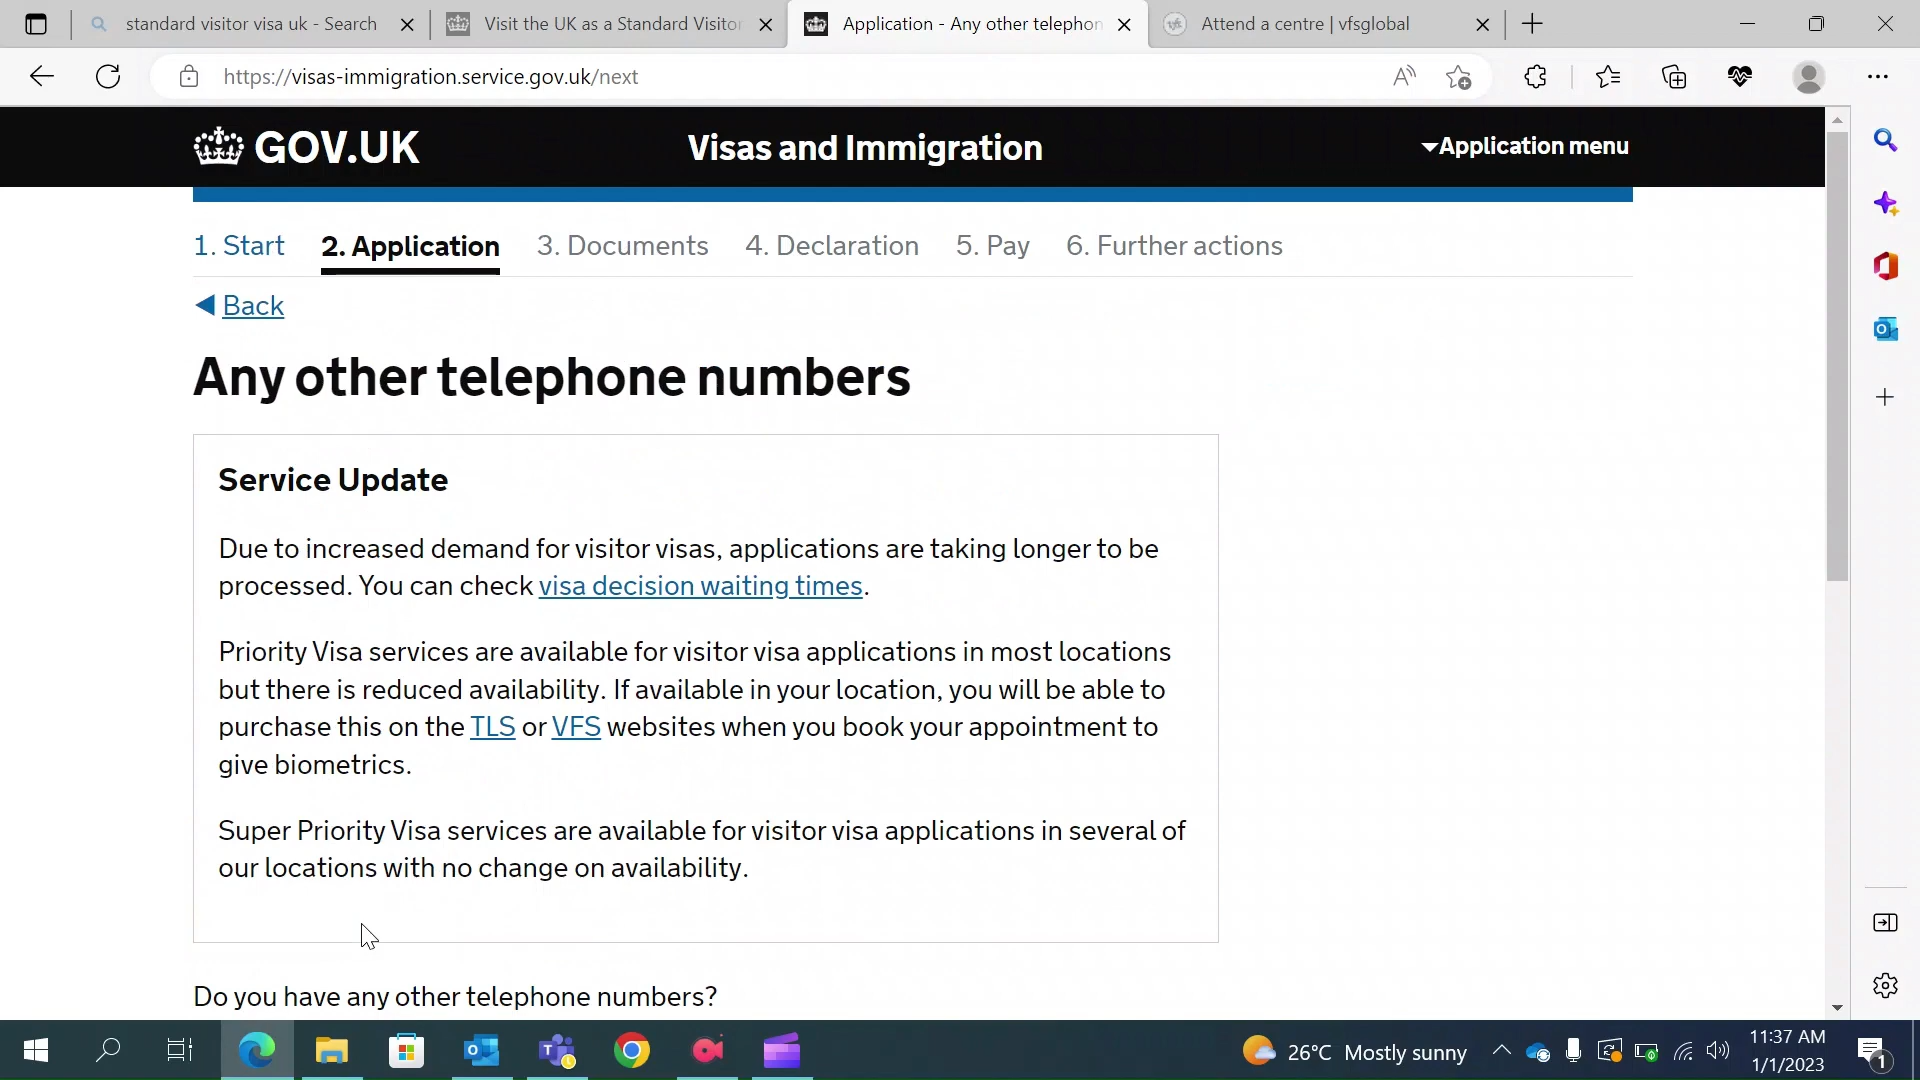 standard visitor visa uk - Search
Visit the UK as a Standard Visitor
Application - Any other telephon
Attend a centre | vfsglobal
https://visas-immigration.service.gov.uk/next
GOV.UK
Visas and Immigration
Application menu
1. Start
2. Application
3. Documents
4. Declaration
5. Pay
6. Further actions
Back
Any other telephone numbers
Service Update
Due to increased demand for visitor visas, applications are taking longer to be
processed. You can check visa decision waiting times.
Priority Visa services are available for visitor visa applications in most locations
but there is reduced availability. If available in your location, you will be able to
purchase this on the TLS or VFS websites when you book your appointment to
give biometrics.
Super Priority Visa services are available for visitor visa applications in several of
our locations with no change on availability.
Do you have any other telephone numbers?
26°C Mostly sunny
11:37 AM
1/1/2023
1